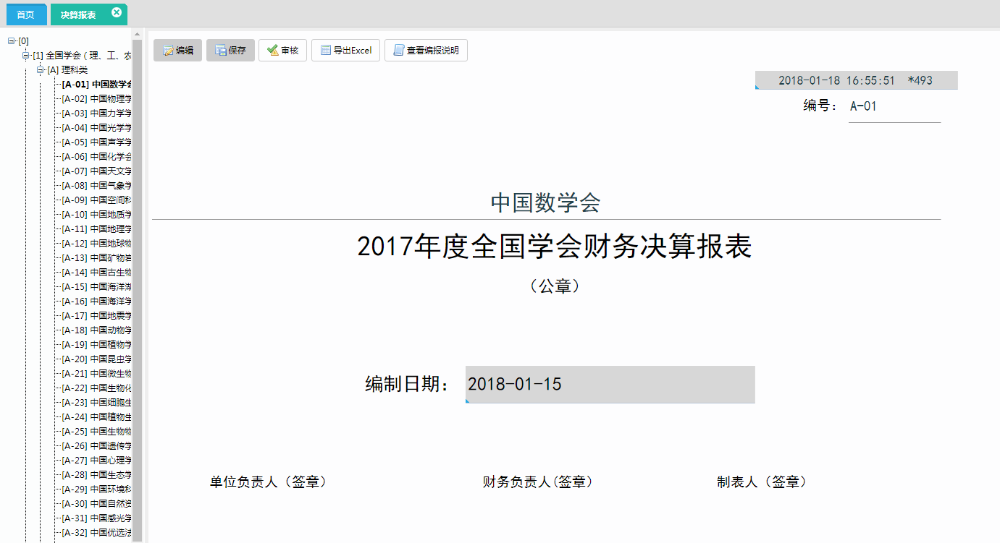 首页 决算报表
[0]
[1] 全国学会（理、工、农
[A] 理科类
[A-01] 中国数学会
[A-02] 中国物理学
[A-03] 中国力学学
[A-04] 中国光学学
[A-05] 中国声学学
[A-06] 中国化学会
[A-07] 中国天文学
[A-08] 中国气象学
[A-09] 中国空间科
[A-10] 中国地质学
[A-11] 中国地理学
[A-12] 中国地球物
[A-13] 中国矿物岩
[A-14] 中国古生物
[A-15] 中国海洋湖
[A-16] 中国海洋学
[A-17] 中国地震学
[A-18] 中国动物学
[A-19] 中国植物学
[A-20] 中国昆虫学
[A-21] 中国微生物
[A-22] 中国生物化
[A-23] 中国细胞生
[A-24] 中国植物生
[A-25] 中国生物物
[A-26] 中国遗传学
[A-27] 中国心理学
[A-28] 中国生态学
[A-29] 中国环境科
[A-30] 中国自然资
[A-31] 中国感光学
[A-32] 中国优选法
编辑 保存 审核 导出Excel 查看编报说明
2018-01-18 16:55:51 *493
编号： A-01
中国数学会
2017年度全国学会财务决算报表
（公章）
编制日期： 2018-01-15
单位负责人（签章） 财务负责人(签章） 制表人（签章）